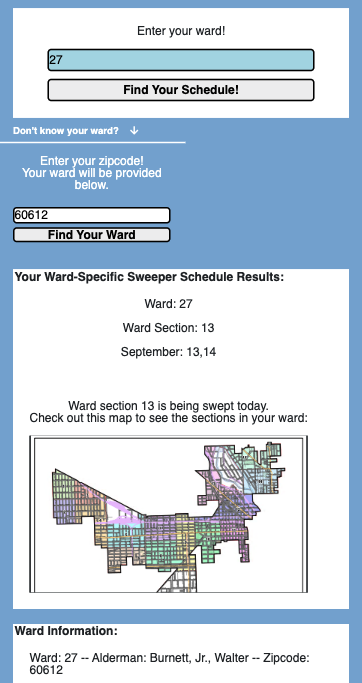 Enter your ward!
27
Find Your Schedule!
Don't know your ward? ↓
Enter your zipcode!
Your ward will be provided
below.
60612
Find Your Ward
Your Ward-Specific Sweeper Schedule Results:
Ward: 27
Ward Section: 13
September: 13,14
Ward section 13 is being swept today.
Check out this map to see the sections in your ward:
Ward Information:
Ward: 27 -- Alderman: Burnett, Jr., Walter -- Zipcode:
60612